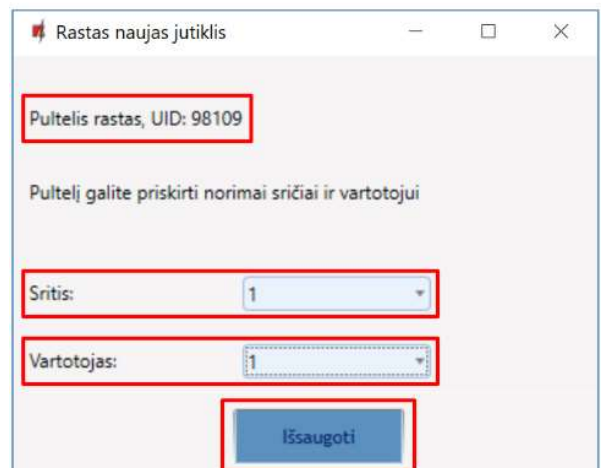 Rastas naujas jutiklis
Pultelis rastas, UID: 98109
Pultelį galite priskirti norimai sričiai ir vartotojui
Sritis: 1
Vartotojas: 1
Išsaugoti